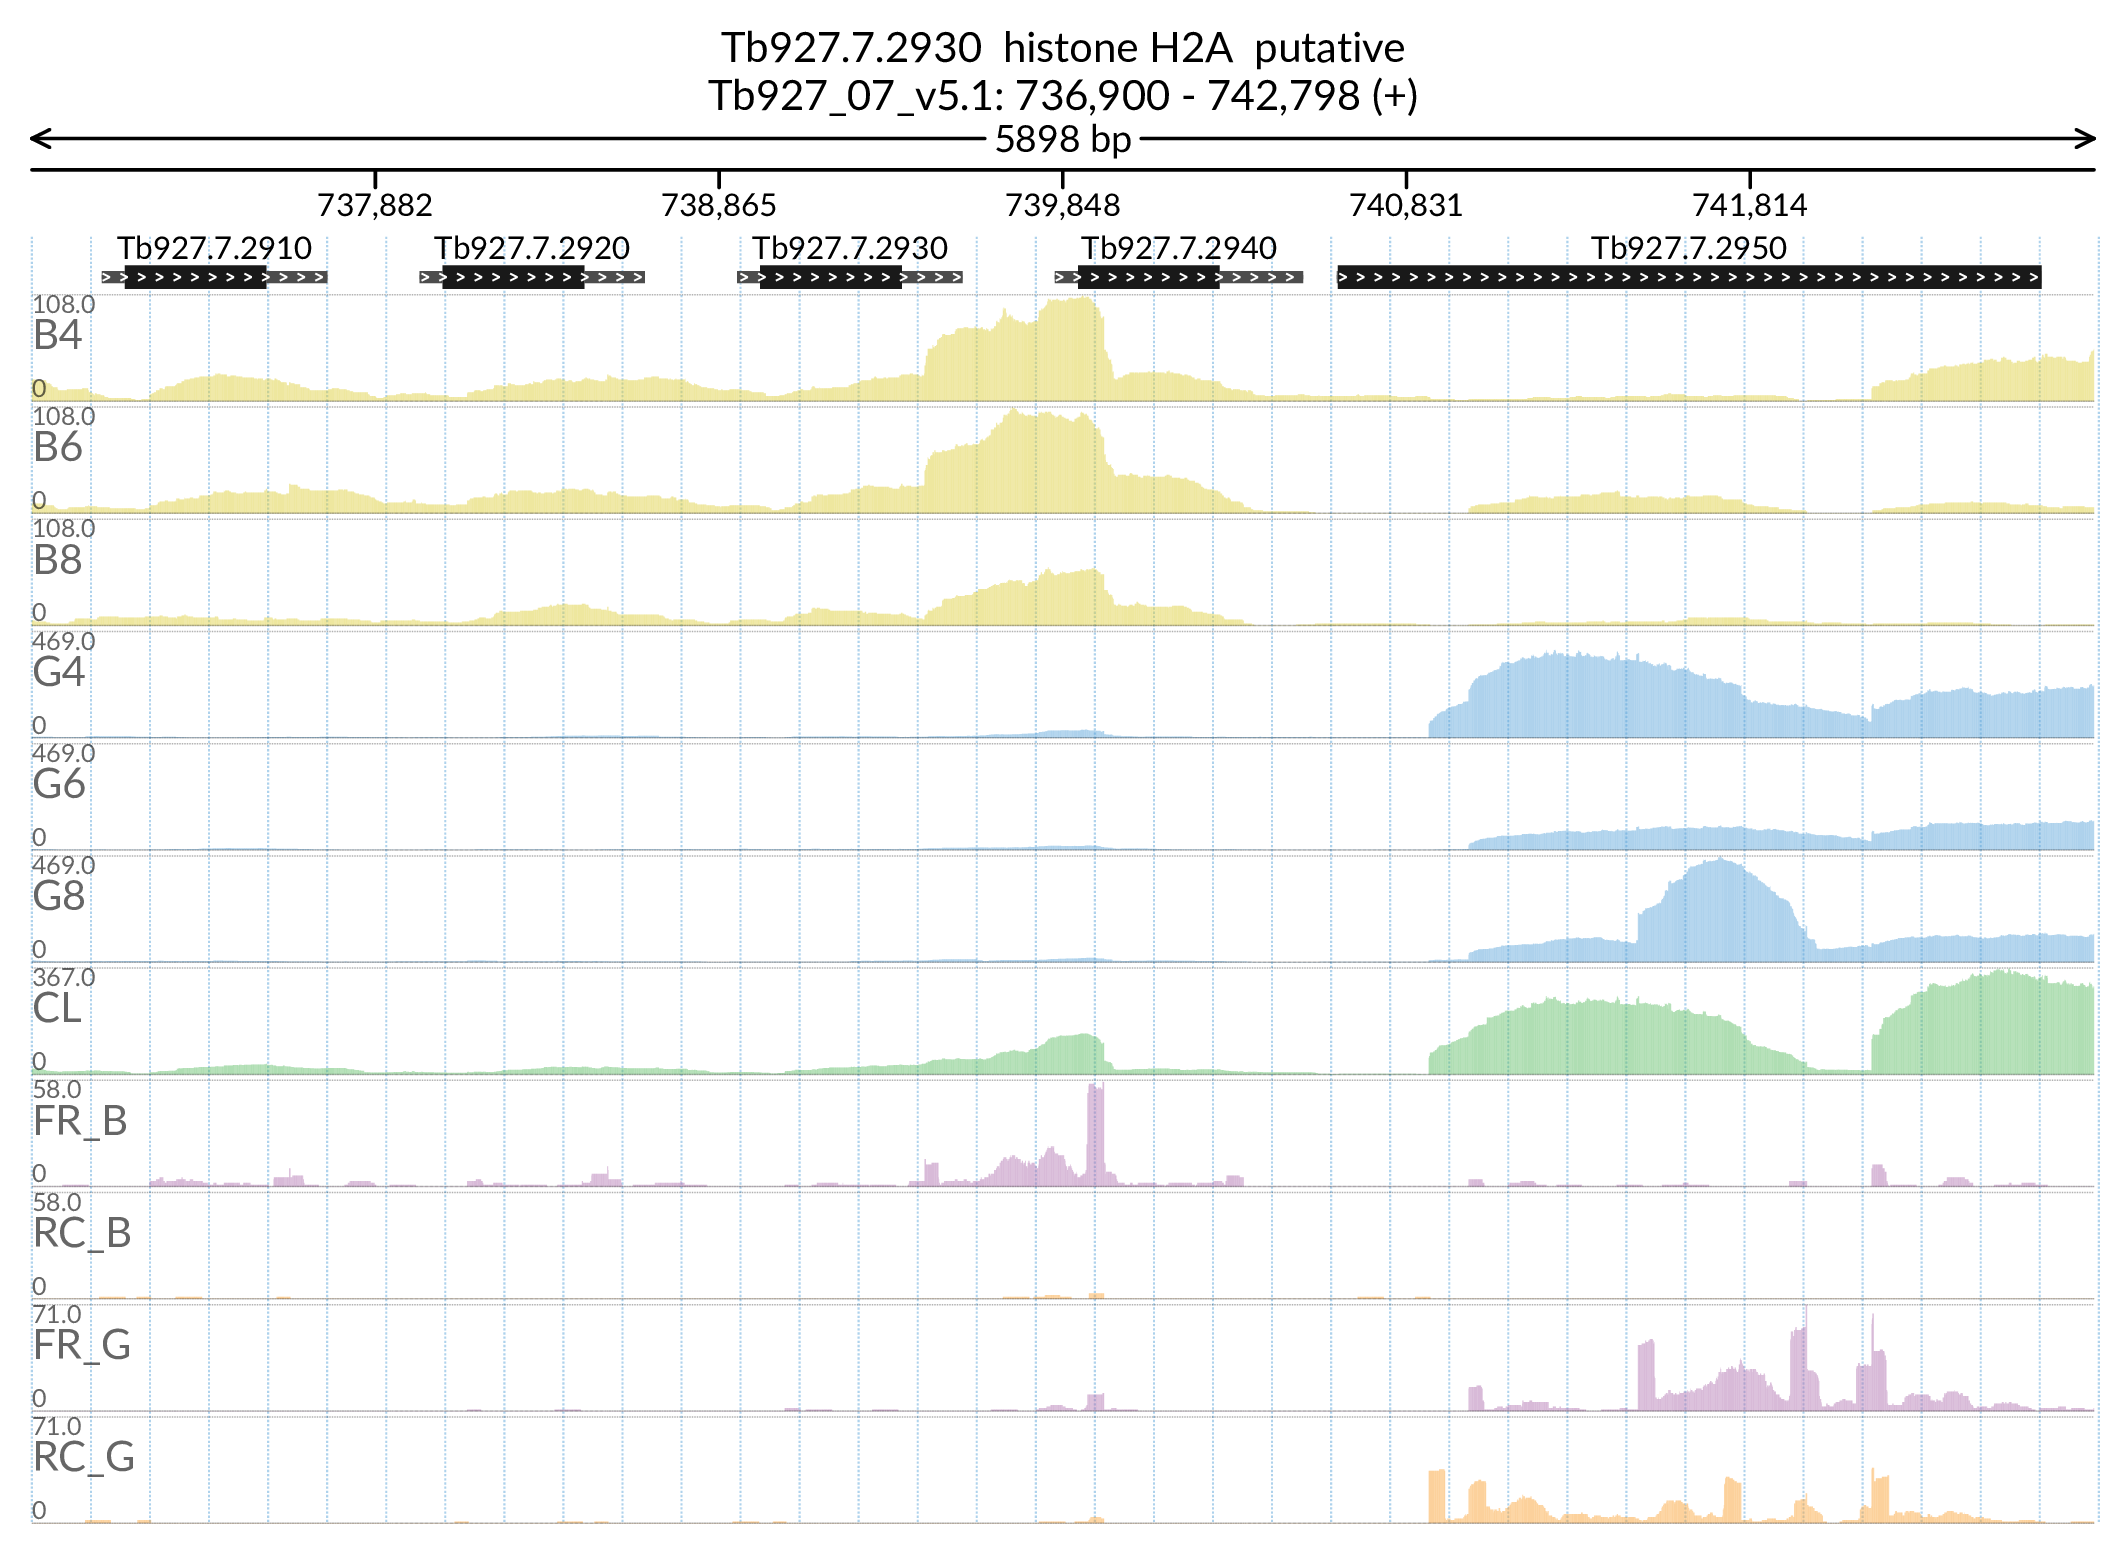 Tb927.7.2930 histone H2A putative
Tb927_07_v5.1: 736,900 - 742,798 (+)
5898 bp
737,882 738,865 739,848 740,831 741,814
Tb927.7.2910 Tb927.7.2920 Tb927.7.2930 Tb927.7.2940 Tb927.7.2950
108.0
B4
0
108.0
B6
0
108.0
B8
0
469.0
G4
0
469.0
G6
0
469.0
G8
0
367.0
CL
0
58.0
FR_B
0
58.0
RC_B
0
71.0
FR_G
0
71.0
RC_G
0